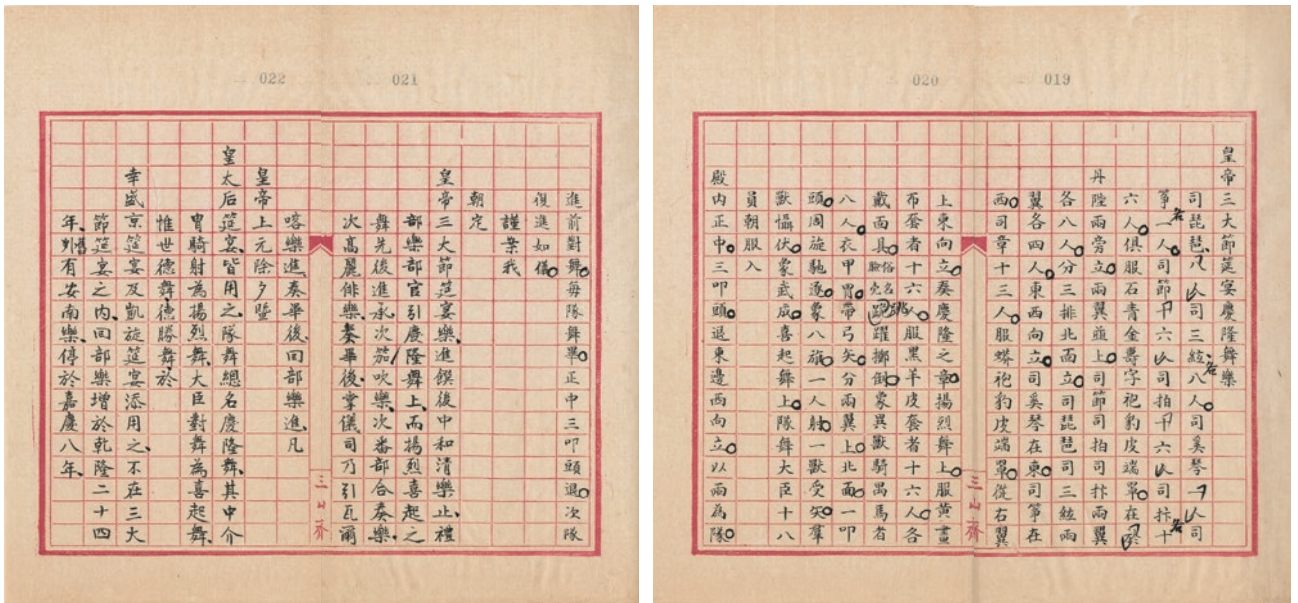 019
皇帝三大節筵宴慶隆舞樂
司琵琶八人司三絃八人司奚琴一人司
箏一人司節十六人司拍十六人司抃十
六人俱服石青金壽字袍豹皮端罩在
丹陛兩旁立兩翼並上司節司拍司抃兩翼
各八人分三排北面立司琵琶司三絃兩
翼各四人東西向立司奚琴在東司箏在
西司章十三人服蟒袍豹皮端罩從右翼
三山齋
020
上東向立奏慶隆之章揚烈舞上服黃畫
布套者十六人服黑羊皮套者十六人各
戴面具俗名臉兒跳躍擲倒象異獸騎禺馬者
八人衣甲冑帶弓矢分兩翼上北面一叩
頭周旋馳逐象八旗一人射一獸受矢羣
獸懾伏象武成喜起舞上隊舞大臣十八
員朝服入
殿內正中三叩頭退東邊西向立以兩為隊
021
進前對舞每隊舞畢正中三叩頭退次隊
復進如儀
謹案我
朝定
皇帝三大節筵宴樂進饌後中和清樂止禮
部樂部官引慶隆舞上而揚烈喜起之
舞先後進承次笳吹樂次番部合奏樂
次高麗俳樂奏畢後掌儀司乃引瓦爾
三山齋
022
喀樂進奏畢後回部樂進凡
皇帝上元除夕暨
皇太后筵宴皆用之隊舞總名慶隆舞其中介
冑騎射為揚烈舞大臣對舞為喜起舞
惟世德舞德勝舞於
幸盛京筵宴及凱旋筵宴添用之不在三大
節筵宴之內回部樂增於乾隆二十四
年舊別有安南樂停於嘉慶八年